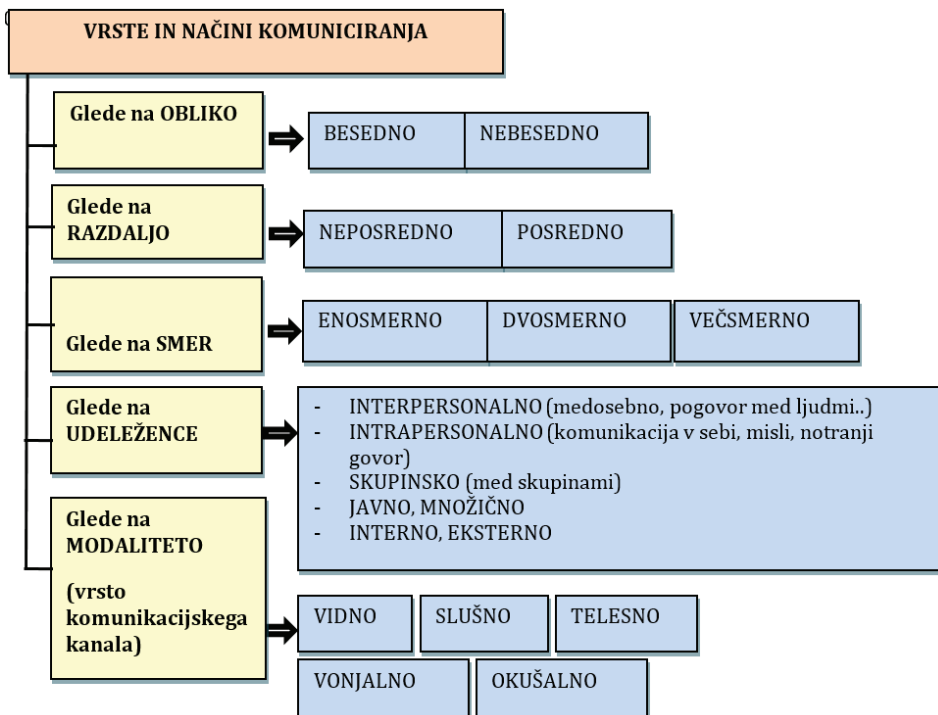 VRSTE IN NAČINI KOMUNICIRANJA
Glede na OBLIKO
BESEDNO
NEBESEDNO
Glede na
RAZDALJO
NEPOSREDNO
POSREDNO
Glede na SMER
ENOSMERNO
DVOSMERNO
VEČSMERNO
Glede na
UDELEŽENCE
- INTERPERSONALNO (medosebno, pogovor med ljudmi..)
- INTRAPERSONALNO (komunikacija v sebi, misli, notranji
govor)
- SKUPINSKO (med skupinami)
- JAVNO, MNOŽIČNO
- INTERNO, EKSTERNO
Glede na
MODALITETO
(vrsto
komunikacijskega
kanala)
VIDNO
SLUŠNO
TELESNO
VONJALNO
OKUŠALNO